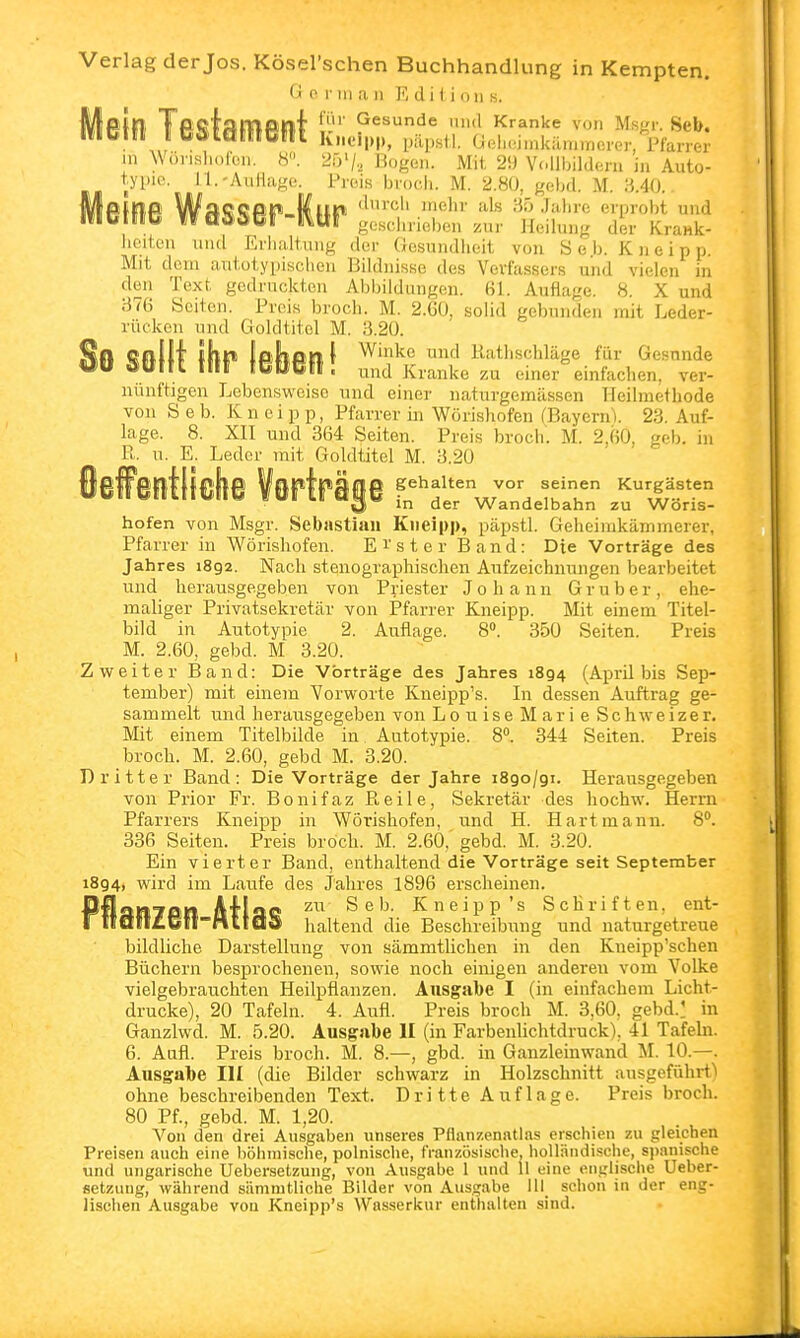 Verlag der Jos. Kösel'schen Buchhandlung in Kempten.
German Editions.
Mein Testament für Gesunde und Kranke von Msgr. Seb.
Kneipp, päpstl. Geheimkämmerer, Pfarrer
in Wörishofen. 8º. 25½ Bogen. Mit 29 Vollbildern in Auto-
typie. 11.-Auflage. Preis broch. M. 2.80, gebd. M. 3.40.
Meine Wasser-Kur durch mehr als 35 Jahre erprobt und
geschrieben zur Heilung der Krank-
heiten und Erhaltung der Gesundheit von Seb. Kneipp.
Mit dem autotypischen Bildnisse des Verfassers und vielen in
den Text gedruckten Abbildungen. 61. Auflage. 8. X und
376 Seiten. Preis broch. M. 2.60, solid gebunden mit Leder-
rücken und Goldtitel M. 3.20.
So sollt ihr leben! Winke und Rathschläge für Gesunde
und Kranke zu einer einfachen, ver-
nünftigen Lebensweise und einer naturgemässen Heilmethode
von Seb. Kneipp, Pfarrer in Wörishofen (Bayern). 23. Auf-
lage. 8. XII und 364 Seiten. Preis broch. M. 2,60, geb. in
R. u. E. Leder mit Goldtitel M. 3.20
Oeffentliche Vorträge gehalten vor seinen Kurgästen
in der Wandelbahn zu Wöris-
hofen von Msgr. Sebastian Kneipp, päpstl. Geheimkämmerer,
Pfarrer in Wörishofen. Erster Band: Die Vorträge des
Jahres 1892. Nach stenographischen Aufzeichnungen bearbeitet
und herausgegeben von Priester Johann Gruber, ehe-
maliger Privatsekretär von Pfarrer Kneipp. Mit einem Titel-
bild in Autotypie 2. Auflage. 8º. 350 Seiten. Preis
M. 2.60, gebd. M 3.20.
Zweiter Band: Die Vorträge des Jahres 1894 (April bis Sep-
tember) mit einem Vorworte Kneipp's. In dessen Auftrag ge-
sammelt und herausgegeben von Louise Marie Schweizer.
Mit einem Titelbilde in Autotypie. 8º. 344 Seiten. Preis
broch. M. 2.60, gebd M. 3.20.
Dritter Band: Die Vorträge der Jahre 1890/91. Herausgegeben
von Prior Fr. Bonifaz Reile, Sekretär des hochw. Herrn
Pfarrers Kneipp in Wörishofen, und H. Hartmann. 8º.
336 Seiten. Preis broch. M. 2.60, gebd. M. 3.20.
Ein vierter Band, enthaltend die Vorträge seit September
1894, wird im Laufe des Jahres 1896 erscheinen.
Pflanzen-Atlas zu Seb. Kneipp's Schriften, ent-
haltend die Beschreibung und naturgetreue
bildliche Darstellung von sämmtlichen in den Kneipp'schen
Büchern besprochenen, sowie noch einigen anderen vom Volke
vielgebrauchten Heilpflanzen. Ausgabe I (in einfachem Licht-
drucke), 20 Tafeln. 4. Aufl. Preis broch M. 3,60, gebd. in
Ganzlwd. M. 5.20. Ausgabe II (in Farbenlichtdruck), 41 Tafeln.
6. Aufl. Preis broch. M. 8.—, gbd. in Ganzleinwand M. 10.—.
Ausgabe III (die Bilder schwarz in Holzschnitt ausgeführt)
ohne beschreibenden Text. Dritte Auflage. Preis broch.
80 Pf., gebd. M. 1,20.
Von den drei Ausgaben unseres Pflanzenatlas erschien zu gleichen
Preisen auch eine böhmische, polnische, französische, holländische, spanische
und ungarische Uebersetzung, von Ausgabe 1 und 11 eine englische Ueber-
setzung, während sämmtliche Bilder von Ausgabe III schon in der eng-
lischen Ausgabe von Kneipp's Wasserkur enthalten sind.